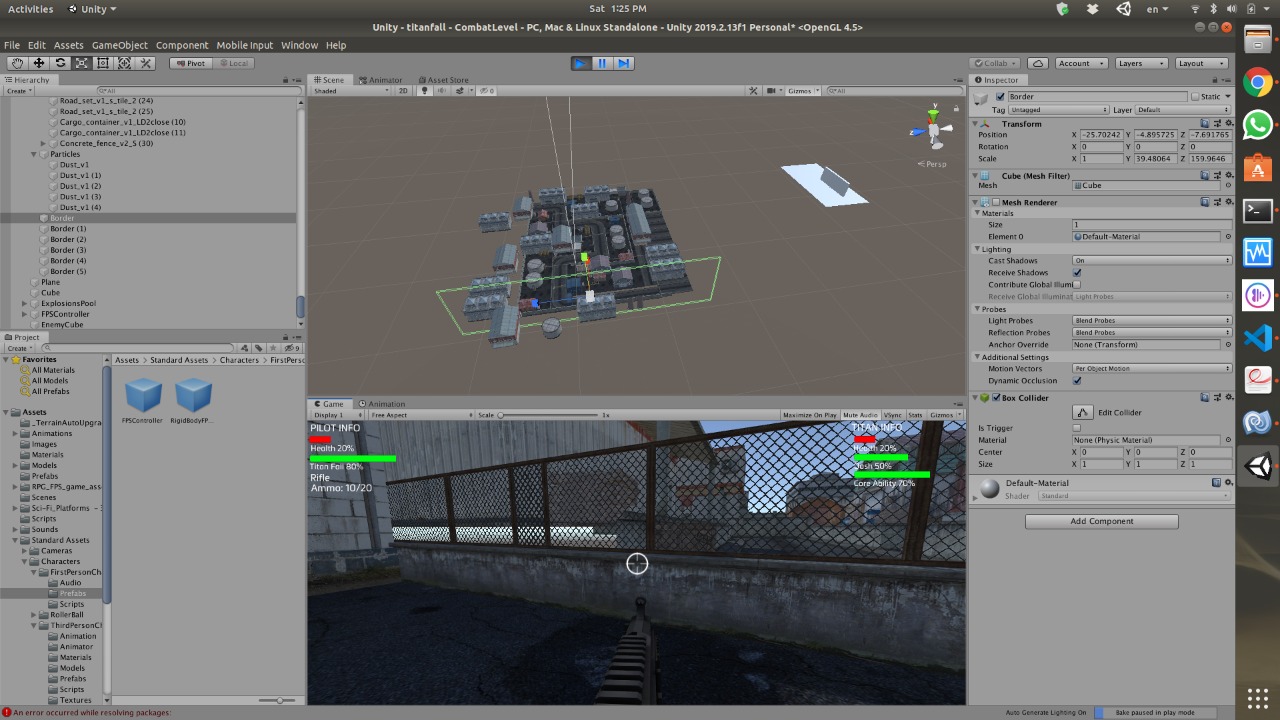 Activities Unity Sat 1:25 PM en
Unity - titanfall - CombatLevel - PC, Mac & Linux Standalone - Unity 2019.2.13f1 Personal* <OpenGL 4.5>
File Edit Assets GameObject Component Mobile Input Window Help
Pivot Local Collab Account Layers Layout
Hierarchy
Create All
Road_set_v1_s_tile_2 (24)
Road_set_v1_s_tile_2 (25)
Cargo_container_v1_LD2close (10)
Cargo_container_v1_LD2close (11)
Concrete_fence_v2_S (30)
Particles
Dust_v1
Dust_v1 (1)
Dust_v1 (2)
Dust_v1 (3)
Dust_v1 (4)
Border
Border (1)
Border (2)
Border (3)
Border (4)
Border (5)
Plane
Cube
ExplosionsPool
FPSController
EnemyCube
Scene Animator Asset Store
Shaded 2D 0 Gizmos All
y
z
Persp
Project
Create 9
Favorites
All Materials
All Models
All Prefabs
Assets
_TerrainAutoUpgra
Animations
Images
Materials
Models
Prefabs
RPG_FPS_game_ass
Scenes
Sci-Fi_Platforms - 3
Scripts
Sounds
Standard Assets
Cameras
Characters
FirstPersonCh
Audio
Prefabs
Scripts
RollerBall
ThirdPersonCh
Animation
Animator
Materials
Models
Prefabs
Scripts
Textures
Assets > Standard Assets > Characters > FirstPerso
FPSController RigidBodyFP...
Game Animation
Display 1 Free Aspect Scale 1x Maximize On Play Mute Audio VSync Stats Gizmos
PILOT INFO
Health 20%
Titan Fall 80%
Rifle
Ammo: 10/20
TITAN INFO
Health 20%
Dash 50%
Core Ability 70%
Inspector
Border Static
Tag Untagged Layer Default
Transform
Position X -25.70242 Y -4.895725 Z -7.691765
Rotation X 0 Y 0 Z 0
Scale X 1 Y 39.48064 Z 159.9646
Cube (Mesh Filter)
Mesh Cube
Mesh Renderer
Materials
Size 1
Element 0 Default-Material
Lighting
Cast Shadows On
Receive Shadows
Contribute Global Illumi
Receive Global Illuminat Light Probes
Probes
Light Probes Blend Probes
Reflection Probes Blend Probes
Anchor Override None (Transform)
Additional Settings
Motion Vectors Per Object Motion
Dynamic Occlusion
Box Collider
Edit Collider
Is Trigger
Material None (Physic Material)
Center X 0 Y 0 Z 0
Size X 1 Y 1 Z 1
Default-Material
Shader Standard
Add Component
An error occurred while resolving packages:
Auto Generate Lighting On Bake paused in play mode